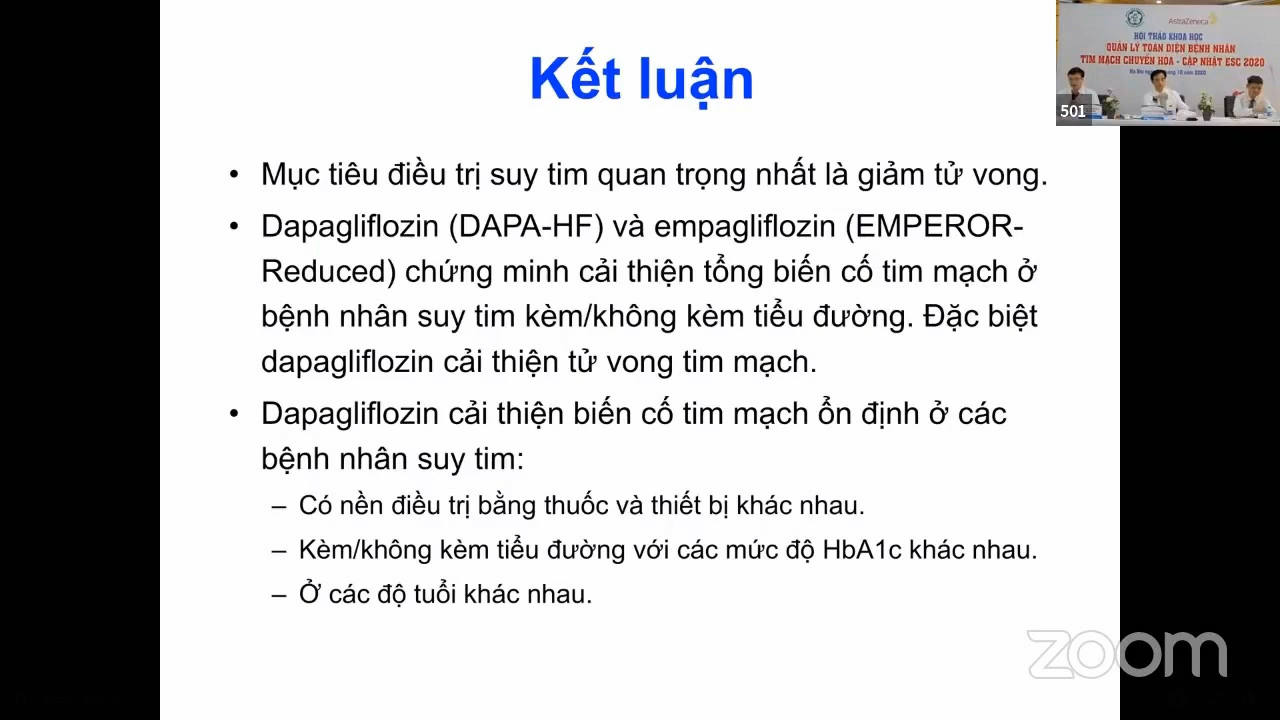 Kết luận
• Mục tiêu điều trị suy tim quan trọng nhất là giảm tử vong.
• Dapagliflozin (DAPA-HF) và empagliflozin (EMPEROR-
Reduced) chứng minh cải thiện tổng biến cố tim mạch ở
bệnh nhân suy tim kèm/không kèm tiểu đường. Đặc biệt
dapagliflozin cải thiện tử vong tim mạch.
• Dapagliflozin cải thiện biến cố tim mạch ổn định ở các
bệnh nhân suy tim:
– Có nền điều trị bằng thuốc và thiết bị khác nhau.
– Kèm/không kèm tiểu đường với các mức độ HbA1c khác nhau.
– Ở các độ tuổi khác nhau.
AstraZeneca
HỘI THẢO KHOA HỌC
QUẢN LÝ TOÀN DIỆN BỆNH NHÂN
TIM MẠCH CHUYỂN HÓA - CẬP NHẬT ESC 2020
501
zoom